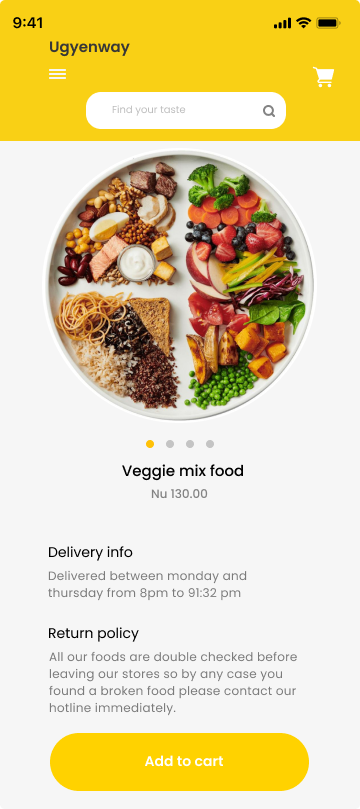 9:41
Ugyenway
Find your taste
Veggie mix food
Nu 130.00
Delivery info
Delivered between monday and
thursday from 8pm to 91:32 pm
Return policy
All our foods are double checked before
leaving our stores so by any case you
found a broken food please contact our
hotline immediately.
Add to cart